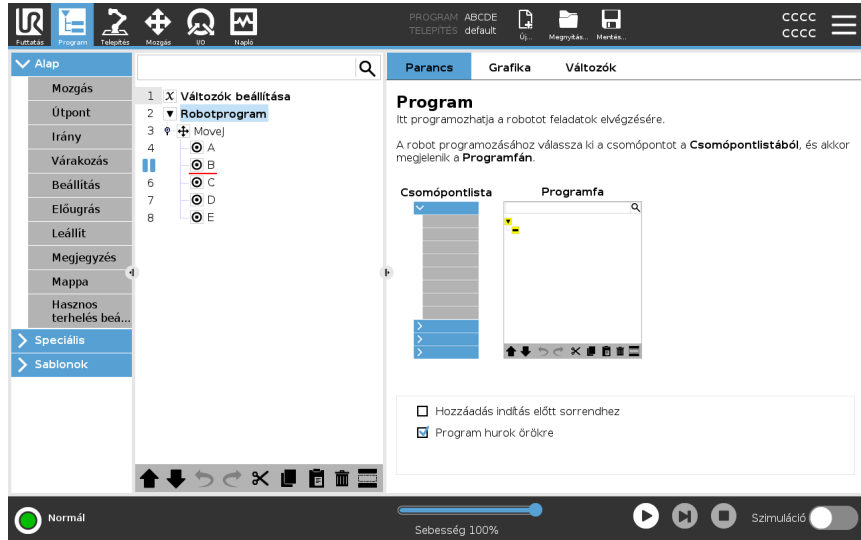 UR
PROGRAM ABCDE
TELEPÍTÉS default
CCCC
CCCC
Futtatás
Program
Telepítés
Mozgás
I/O
Napló
Új...
Megnyitás...
Mentés...
Alap
Mozgás
Útpont
Irány
Várakozás
Beállítás
Előugrás
Leállít
Megjegyzés
Mappa
Hasznos
terhelés beá...
Speciális
Sablonok
1 x Változók beállítása
2 Robotprogram
3 MoveJ
4 A
B
6 C
7 D
8 E
Parancs
Grafika
Változók
Program
Itt programozhatja a robotot feladatok elvégzésére.
A robot programozásához válassza ki a csomópontot a Csomópontlistából, és akkor
megjelenik a Programfán.
Csomópontlista
Programfa
Hozzáadás indítás előtt sorrendhez
Program hurok örökre
Normál
Sebesség 100%
Szimuláció